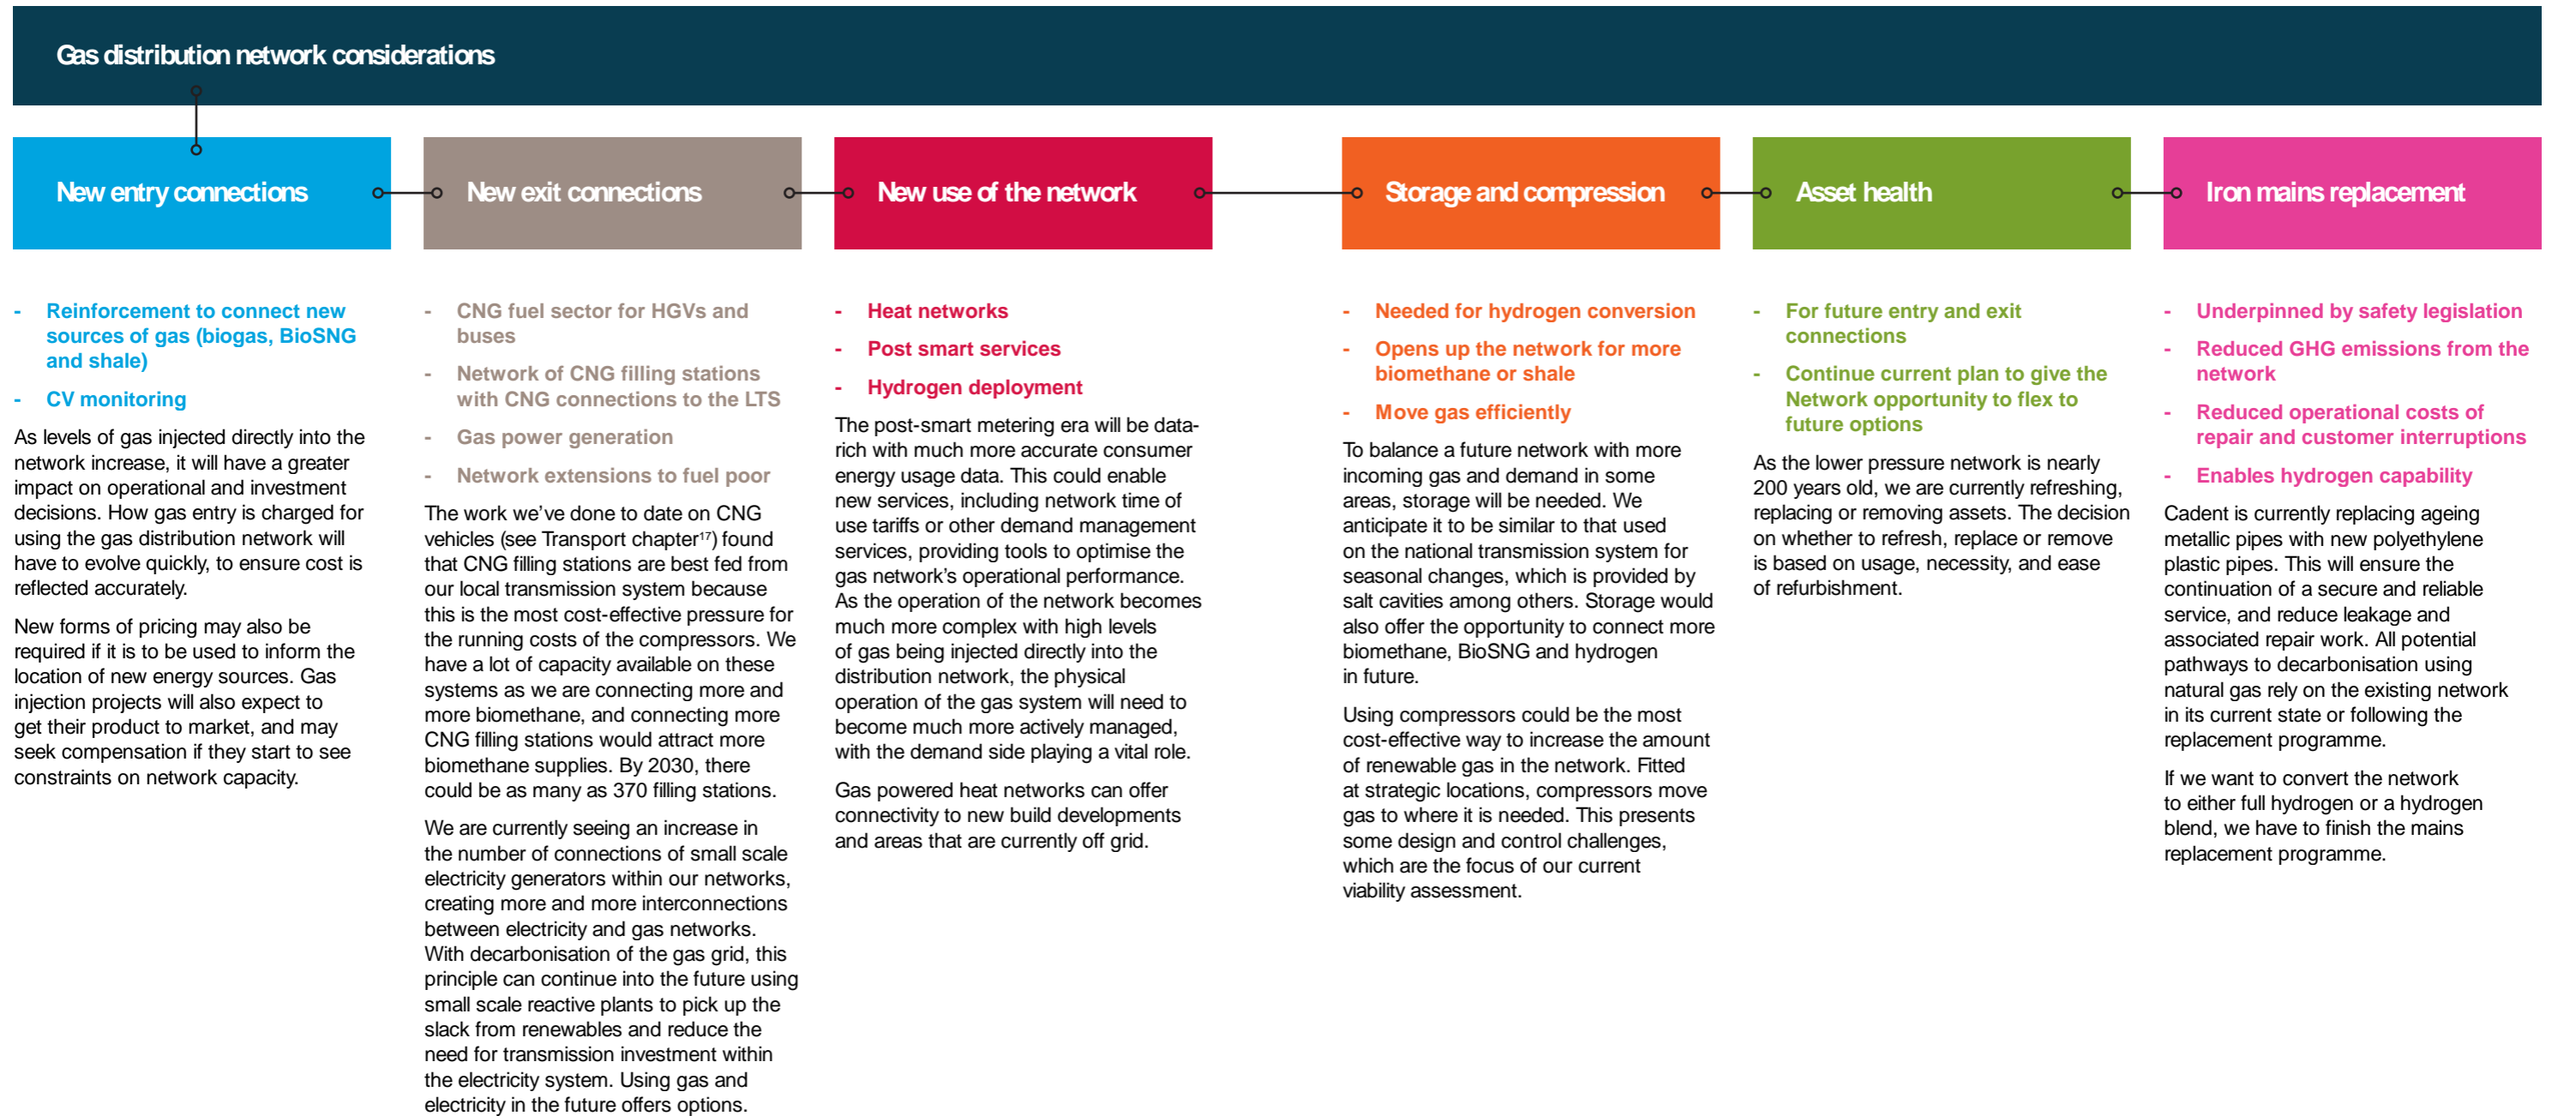 Gas distribution network considerations
New entry connections
- Reinforcement to connect new
sources of gas (biogas, BioSNG
and shale)
- CV monitoring
As levels of gas injected directly into the
network increase, it will have a greater
impact on operational and investment
decisions. How gas entry is charged for
using the gas distribution network will
have to evolve quickly, to ensure cost is
reflected accurately.
New forms of pricing may also be
required if it is to be used to inform the
location of new energy sources. Gas
injection projects will also expect to
get their product to market, and may
seek compensation if they start to see
constraints on network capacity.
New exit connections
- CNG fuel sector for HGVs and
buses
- Network of CNG filling stations
with CNG connections to the LTS
- Gas power generation
- Network extensions to fuel poor
The work we’ve done to date on CNG
vehicles (see Transport chapter¹⁷) found
that CNG filling stations are best fed from
our local transmission system because
this is the most cost-effective pressure for
the running costs of the compressors. We
have a lot of capacity available on these
systems as we are connecting more and
more biomethane, and connecting more
CNG filling stations would attract more
biomethane supplies. By 2030, there
could be as many as 370 filling stations.
We are currently seeing an increase in
the number of connections of small scale
electricity generators within our networks,
creating more and more interconnections
between electricity and gas networks.
With decarbonisation of the gas grid, this
principle can continue into the future using
small scale reactive plants to pick up the
slack from renewables and reduce the
need for transmission investment within
the electricity system. Using gas and
electricity in the future offers options.
New use of the network
- Heat networks
- Post smart services
- Hydrogen deployment
The post-smart metering era will be data-
rich with much more accurate consumer
energy usage data. This could enable
new services, including network time of
use tariffs or other demand management
services, providing tools to optimise the
gas network’s operational performance.
As the operation of the network becomes
much more complex with high levels
of gas being injected directly into the
distribution network, the physical
operation of the gas system will need to
become much more actively managed,
with the demand side playing a vital role.
Gas powered heat networks can offer
connectivity to new build developments
and areas that are currently off grid.
Storage and compression
- Needed for hydrogen conversion
- Opens up the network for more
biomethane or shale
- Move gas efficiently
To balance a future network with more
incoming gas and demand in some
areas, storage will be needed. We
anticipate it to be similar to that used
on the national transmission system for
seasonal changes, which is provided by
salt cavities among others. Storage would
also offer the opportunity to connect more
biomethane, BioSNG and hydrogen
in future.
Using compressors could be the most
cost-effective way to increase the amount
of renewable gas in the network. Fitted
at strategic locations, compressors move
gas to where it is needed. This presents
some design and control challenges,
which are the focus of our current
viability assessment.
Asset health
- For future entry and exit
connections
- Continue current plan to give the
Network opportunity to flex to
future options
As the lower pressure network is nearly
200 years old, we are currently refreshing,
replacing or removing assets. The decision
on whether to refresh, replace or remove
is based on usage, necessity, and ease
of refurbishment.
Iron mains replacement
- Underpinned by safety legislation
- Reduced GHG emissions from the
network
- Reduced operational costs of
repair and customer interruptions
- Enables hydrogen capability
Cadent is currently replacing ageing
metallic pipes with new polyethylene
plastic pipes. This will ensure the
continuation of a secure and reliable
service, and reduce leakage and
associated repair work. All potential
pathways to decarbonisation using
natural gas rely on the existing network
in its current state or following the
replacement programme.
If we want to convert the network
to either full hydrogen or a hydrogen
blend, we have to finish the mains
replacement programme.